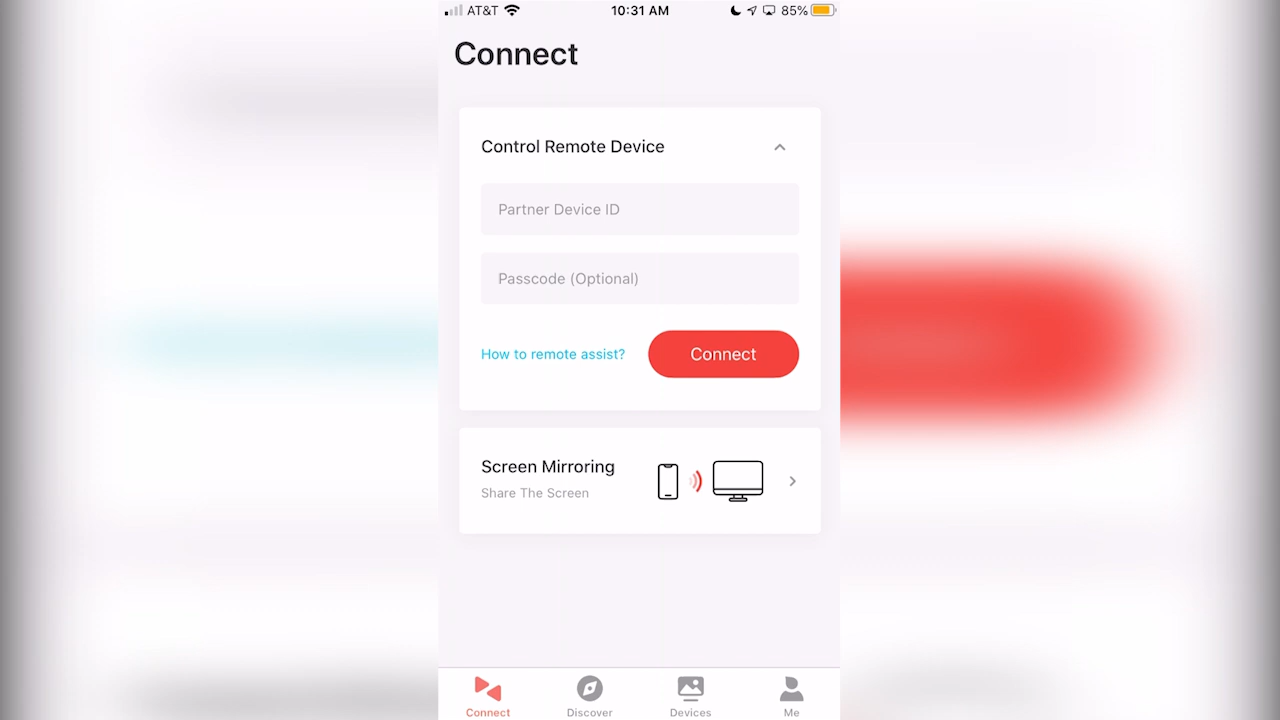 AT&T 10:31 AM 85%
Connect
Control Remote Device
Partner Device ID
Passcode (Optional)
How to remote assist? Connect
Screen Mirroring
Share The Screen
Connect Discover Devices Me